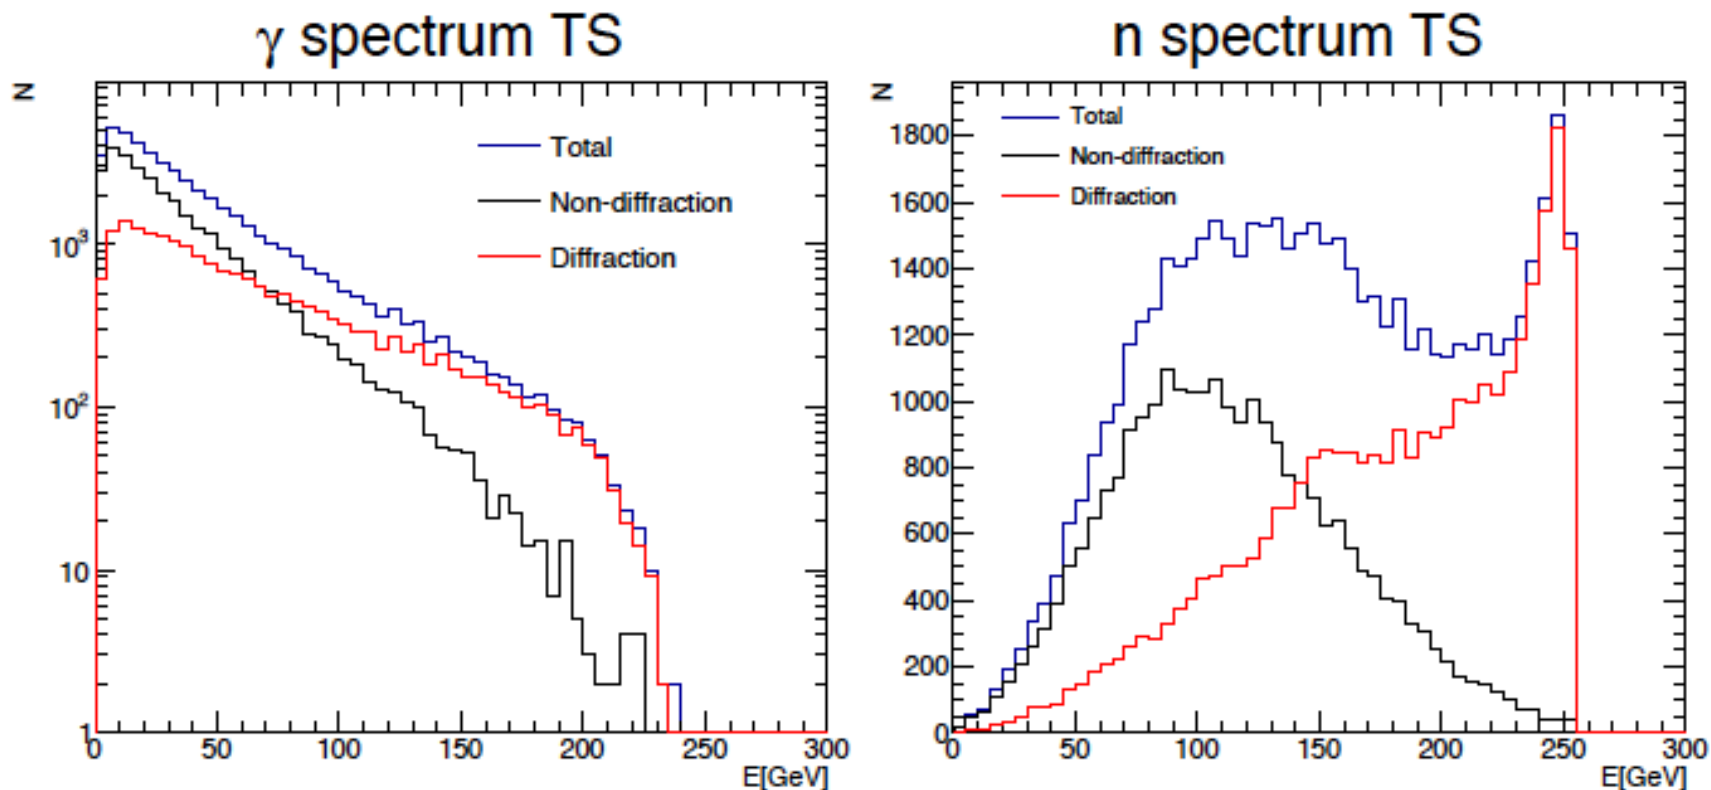 γ spectrum TS
N
Total
Non-diffraction
Diffraction
10³
10²
10
1
0 50 100 150 200 250 300
E[GeV]
n spectrum TS
N
Total
Non-diffraction
Diffraction
1800
1600
1400
1200
1000
800
600
400
200
0
0 50 100 150 200 250 300
E[GeV]